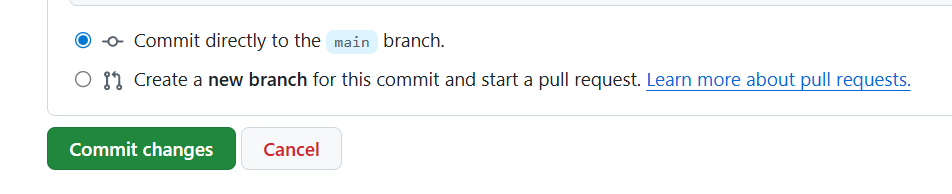 Commit directly to the main branch.
Create a new branch for this commit and start a pull request. Learn more about pull requests.
Commit changes Cancel